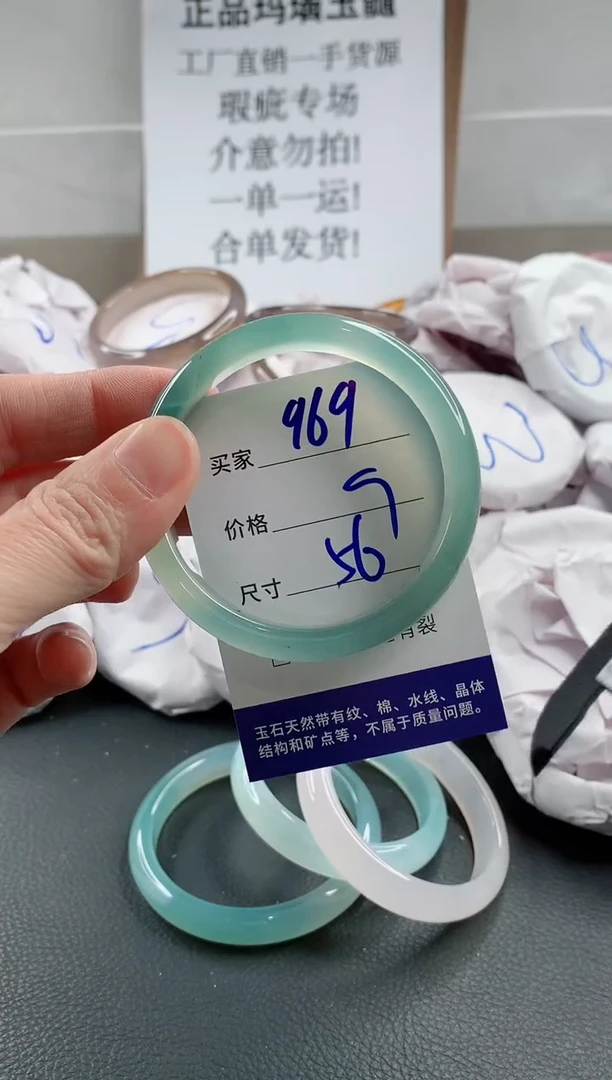 正品玛瑙玉髓
工厂直销一手货源
瑕疵专场
介意勿拍!
一单一运!
合单发货!
买家 969
价格
尺寸 56
有裂
玉石天然带有纹、棉、水线、晶体
结构和矿点等，不属于质量问题。